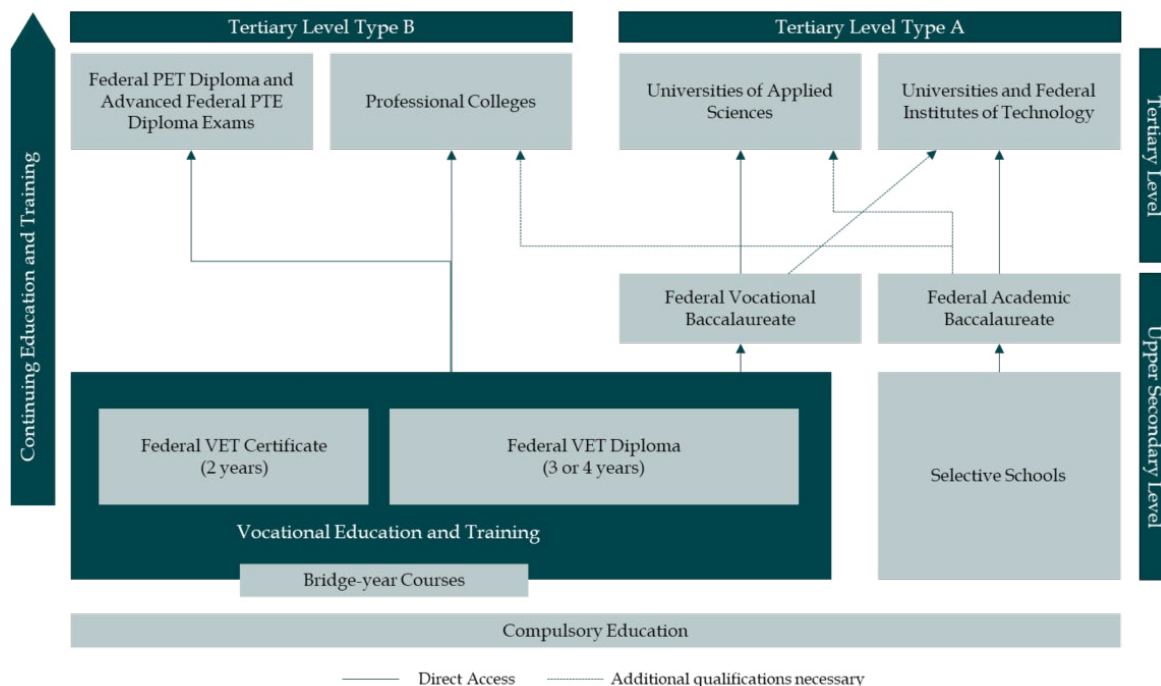 Continuing Education and Training
Tertiary Level Type B
Tertiary Level Type A
Federal PET Diploma and
Advanced Federal PTE
Diploma Exams
Professional Colleges
Universities of Applied
Sciences
Universities and Federal
Institutes of Technology
Tertiary
Level
Federal Vocational
Baccalaureate
Federal Academic
Baccalaureate
Upper Secondary
Level
Federal VET Certificate
(2 years)
Federal VET Diploma
(3 or 4 years)
Selective Schools
Vocational Education and Training
Bridge-year Courses
Compulsory Education
Direct Access
Additional qualifications necessary